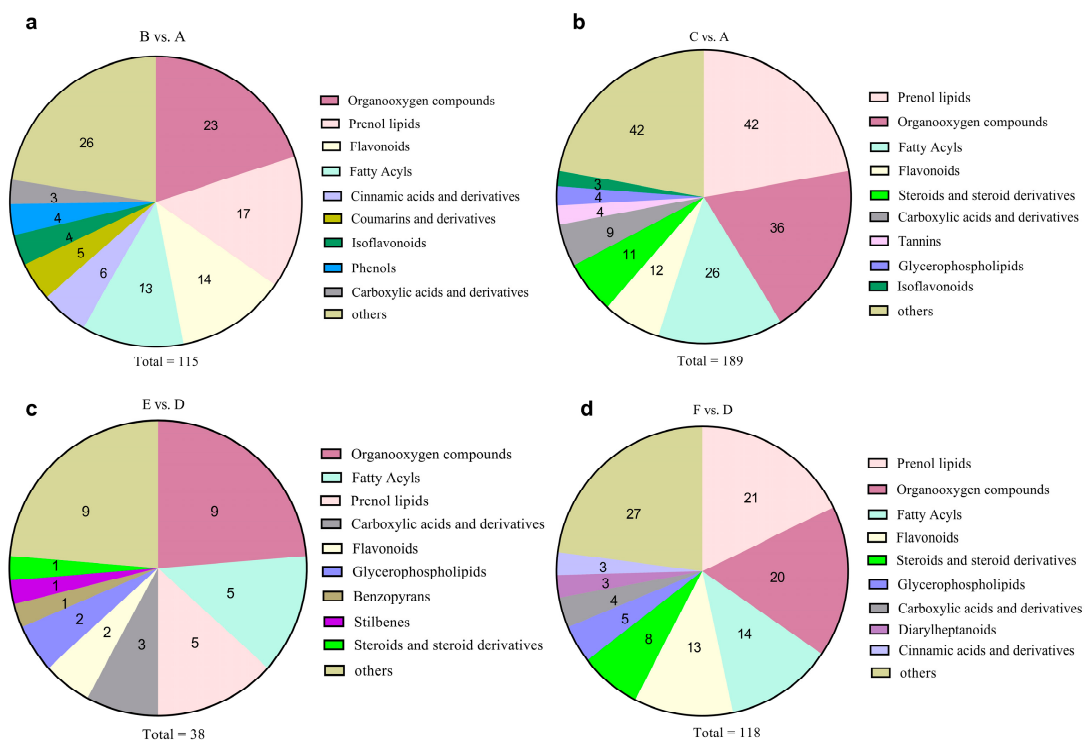 a
B vs. A
23
17
14
13
6
5
4
4
3
26
Organooxygen compounds
Prenol lipids
Flavonoids
Fatty Acyls
Cinnamic acids and derivatives
Coumarins and derivatives
Isoflavonoids
Phenols
Carboxylic acids and derivatives
others
Total = 115
b
C vs. A
42
36
26
12
11
9
4
4
3
42
Prenol lipids
Organooxygen compounds
Fatty Acyls
Flavonoids
Steroids and steroid derivatives
Carboxylic acids and derivatives
Tannins
Glycerophospholipids
Isoflavonoids
others
Total = 189
c
E vs. D
9
5
5
3
2
2
1
1
1
9
Organooxygen compounds
Fatty Acyls
Prenol lipids
Carboxylic acids and derivatives
Flavonoids
Glycerophospholipids
Benzopyrans
Stilbenes
Steroids and steroid derivatives
others
Total = 38
d
F vs. D
21
20
14
13
8
5
4
3
3
27
Prenol lipids
Organooxygen compounds
Fatty Acyls
Flavonoids
Steroids and steroid derivatives
Glycerophospholipids
Carboxylic acids and derivatives
Diarylheptanoids
Cinnamic acids and derivatives
others
Total = 118